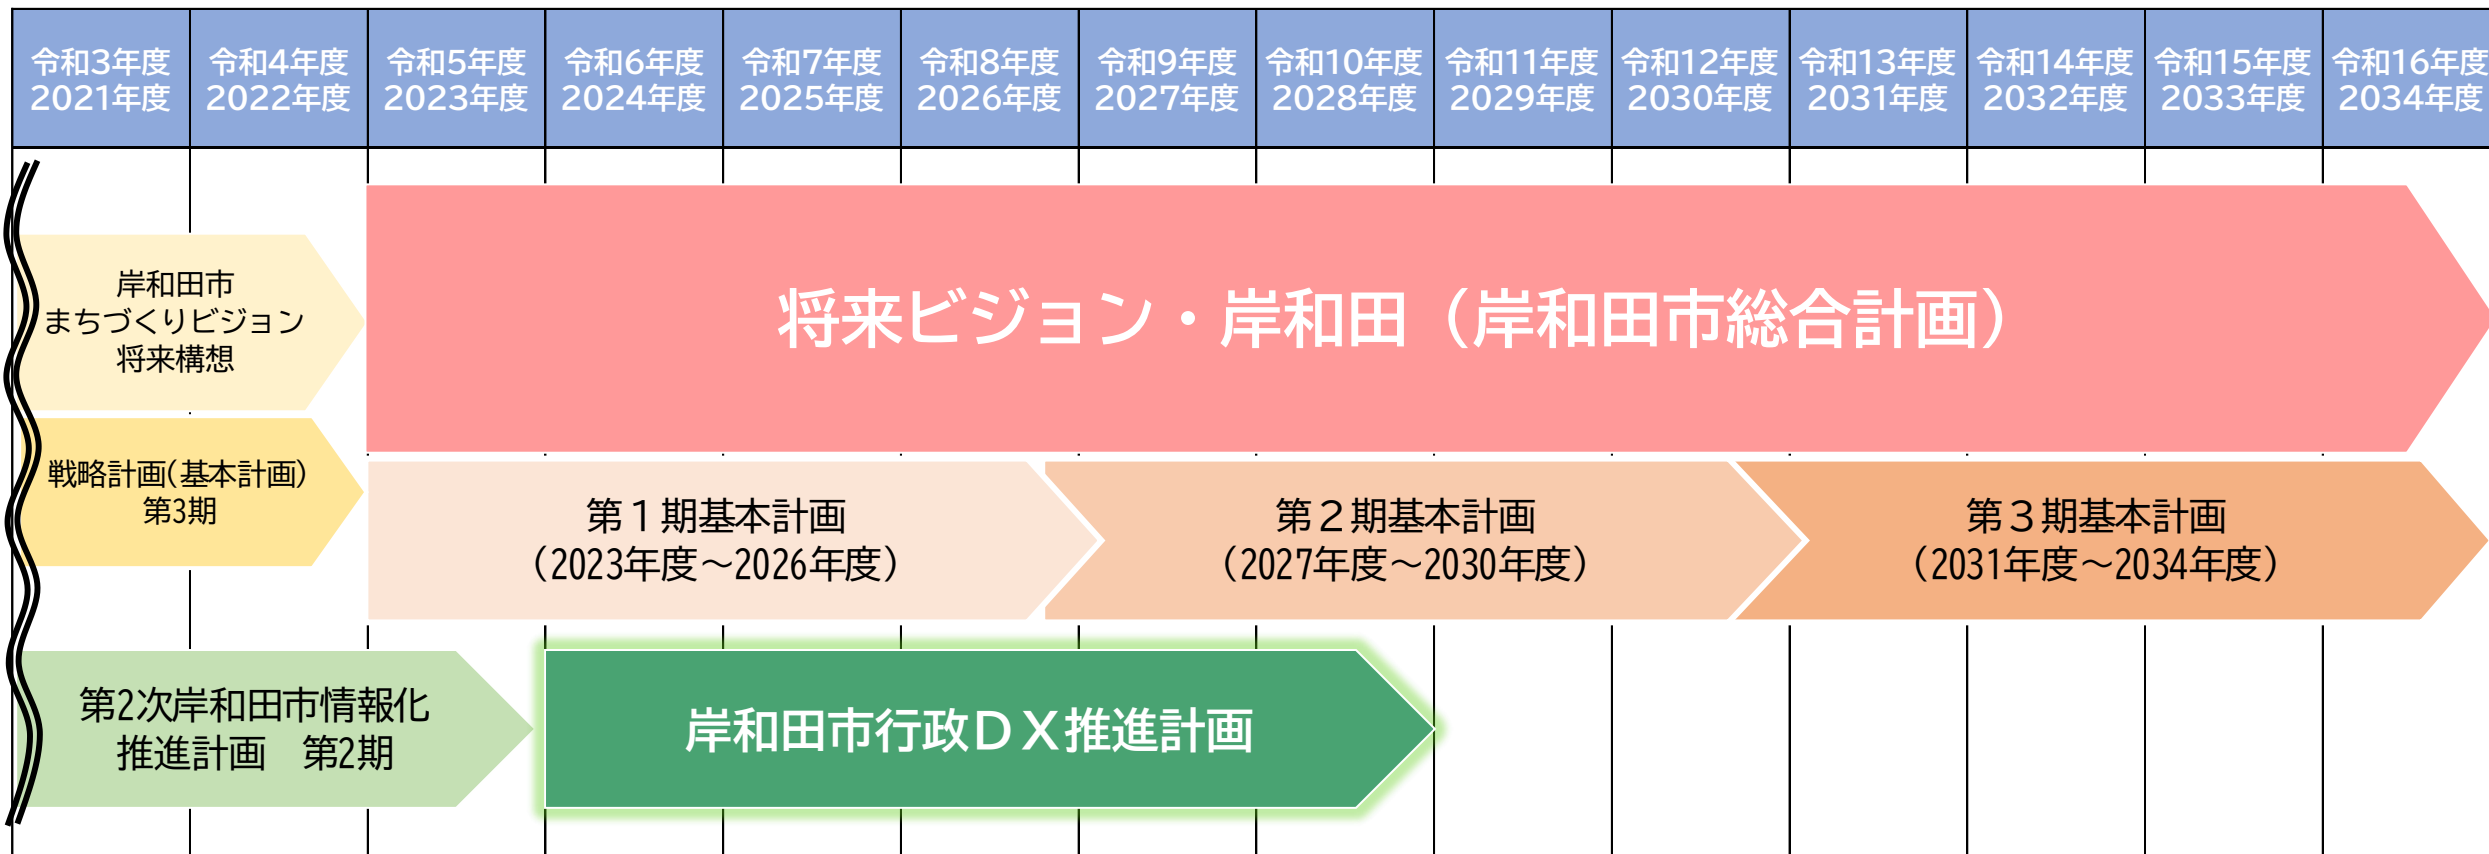 令和3年度
2021年度
令和4年度
2022年度
令和5年度
2023年度
令和6年度
2024年度
令和7年度
2025年度
令和8年度
2026年度
令和9年度
2027年度
令和10年度
2028年度
令和11年度
2029年度
令和12年度
2030年度
令和13年度
2031年度
令和14年度
2032年度
令和15年度
2033年度
令和16年度
2034年度
岸和田市
まちづくりビジョン
将来構想
将来ビジョン・岸和田（岸和田市総合計画）
戦略計画(基本計画)
第3期
第１期基本計画
（2023年度～2026年度）
第２期基本計画
（2027年度～2030年度）
第３期基本計画
（2031年度～2034年度）
第2次岸和田市情報化
推進計画　第2期
岸和田市行政ＤＸ推進計画